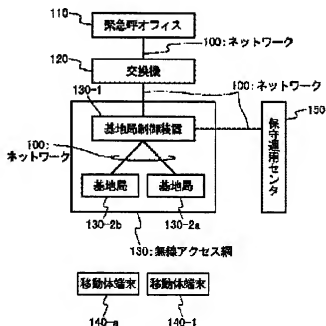 110
緊急呼オフィス
100:ネットワーク
120
交換機
130-1
100:ネットワーク
150
基地局制御装置
保守運用センタ
100:
ネットワーク
基地局
基地局
130-2b
130-2a
130:無線アクセス網
移動体端末
移動体端末
140-n
140-1